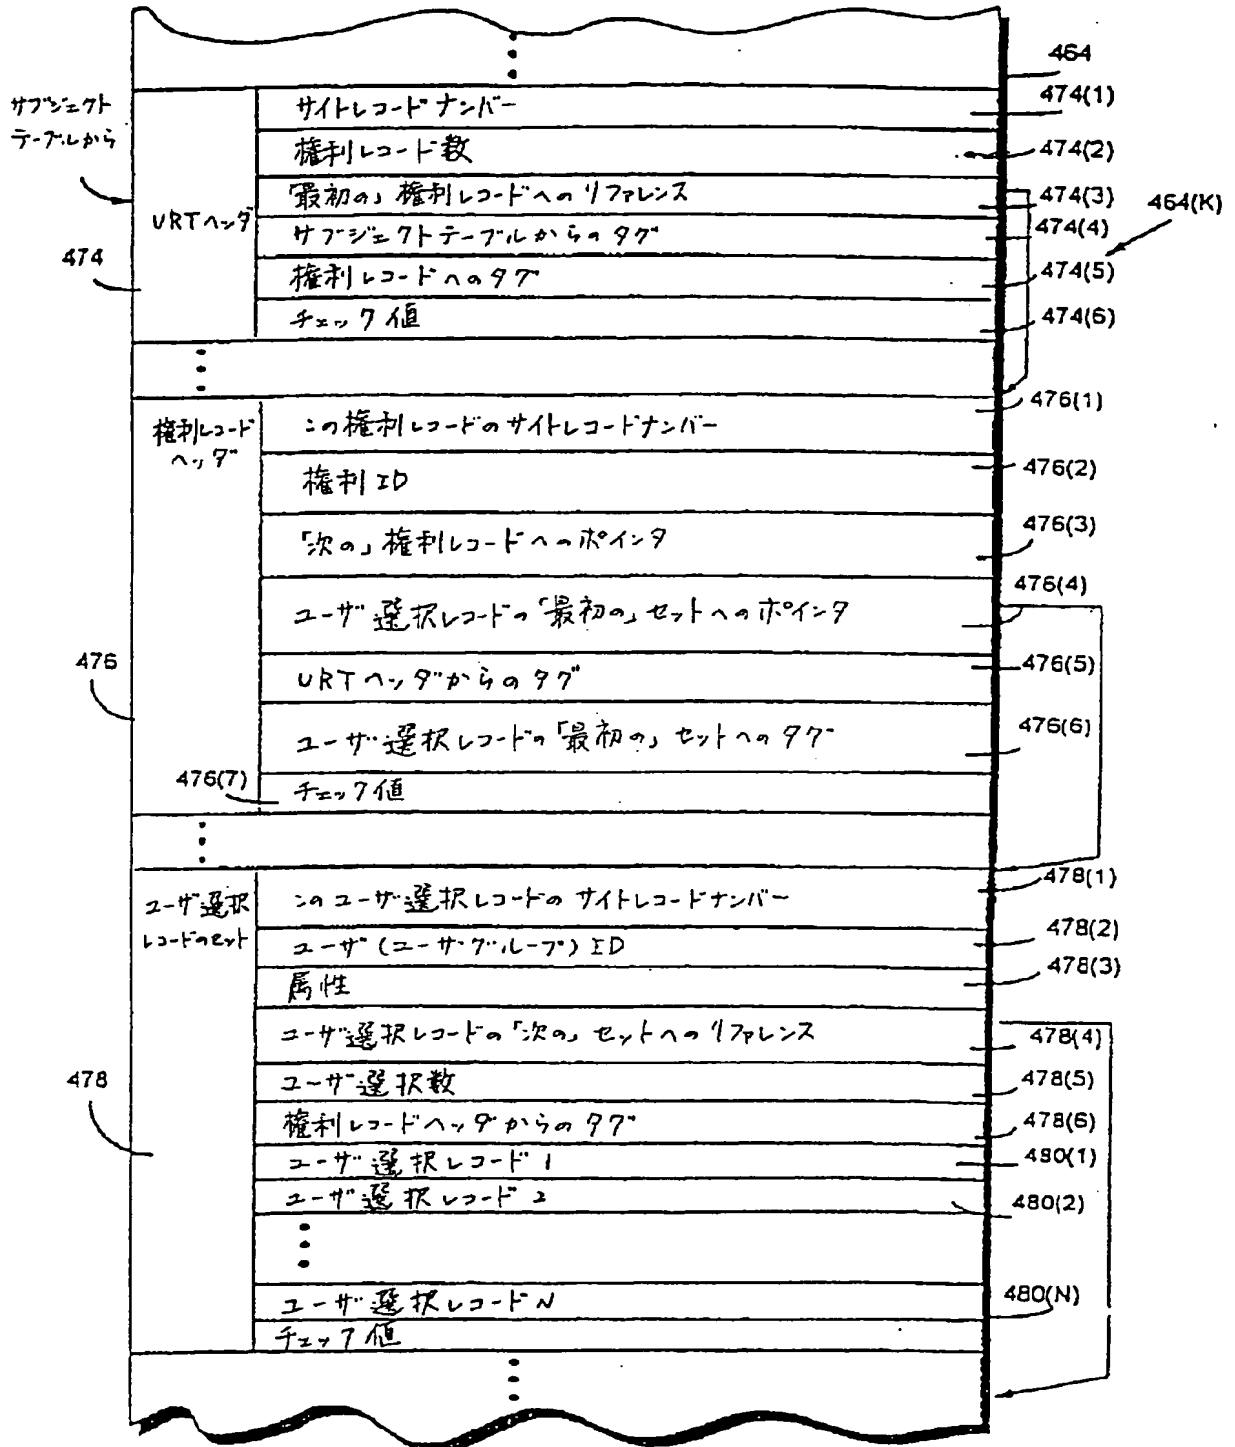 464
サブジェクト
テーブルから
サイトレコードナンバー
474(1)
権利レコード数
474(2)
「最初の」権利レコードへのリファレンス
474(3)
464(K)
URTヘッダ
サブジェクトテーブルからのタグ
474(4)
474
権利レコードへのタグ
474(5)
チェック値
474(6)
476(1)
権利レコード
ヘッダ
この権利レコードのサイトレコードナンバー
476(2)
権利ID
476(3)
「次の」権利レコードへのポインタ
476(4)
ユーザ選択レコードの「最初の」セットへのポインタ
476
476(5)
URTヘッダからのタグ
476(6)
ユーザ選択レコードの「最初の」セットへのタグ
476(7)
チェック値
478(1)
ユーザ選択
レコードのセット
このユーザ選択レコードのサイトレコードナンバー
478(2)
ユーザ(ユーザグループ)ID
478(3)
属性
ユーザ選択レコードの「次の」セットへのリファレンス
478(4)
478
ユーザ選択数
478(5)
権利レコードヘッダからのタグ
478(6)
ユーザ選択レコード1
480(1)
ユーザ選択レコード2
480(2)
ユーザ選択レコードN
480(N)
チェック値